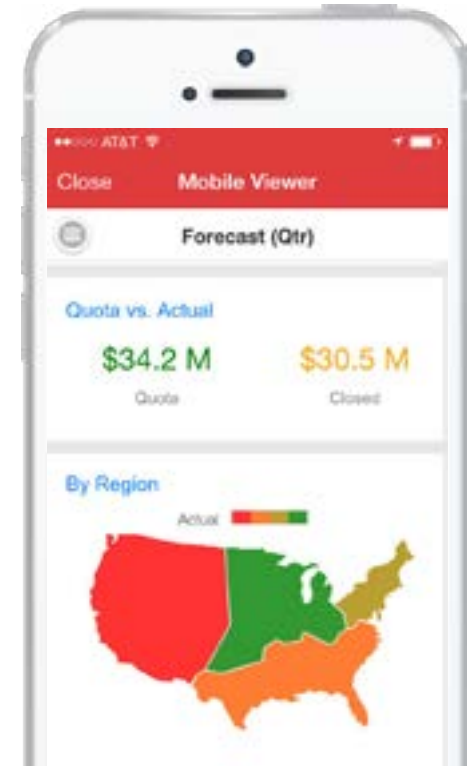 AT&T
Close Mobile Viewer
Forecast (Qtr)
Quota vs. Actual
$34.2 M $30.5 M
Quota Closed
By Region
Actual